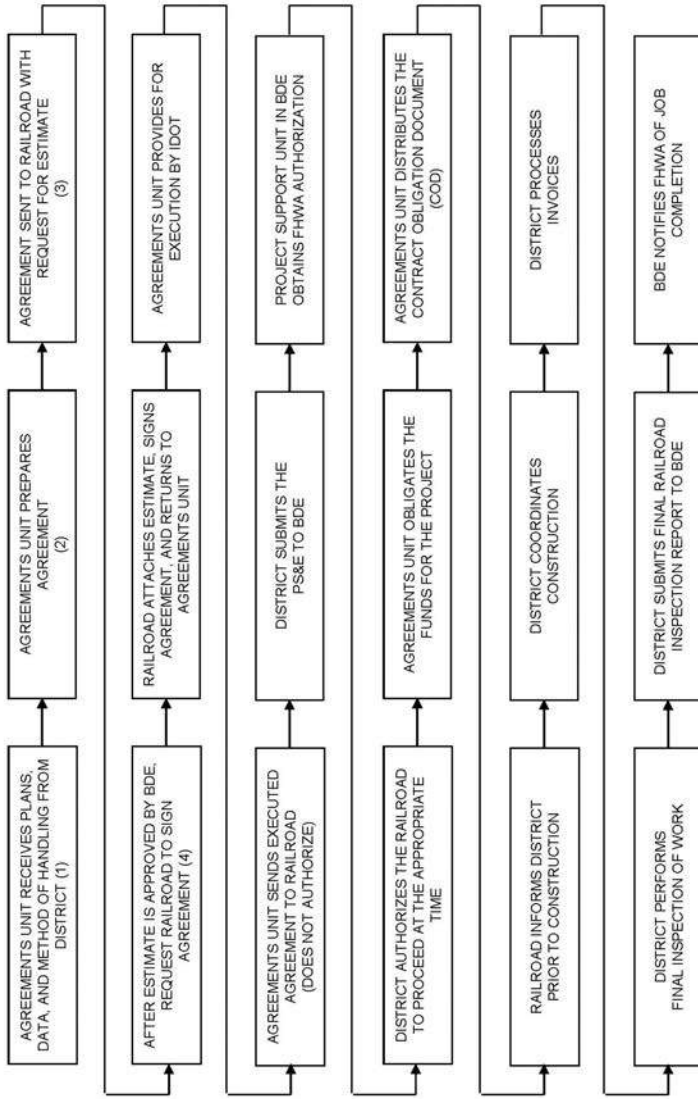 AGREEMENTS UNIT RECEIVES PLANS,
DATA, AND METHOD OF HANDLING FROM
DISTRICT (1)
AGREEMENTS UNIT PREPARES
AGREEMENT
(2)
AGREEMENT SENT TO RAILROAD WITH
REQUEST FOR ESTIMATE
(3)
AFTER ESTIMATE IS APPROVED BY BDE,
REQUEST RAILROAD TO SIGN
AGREEMENT (4)
RAILROAD ATTACHES ESTIMATE, SIGNS
AGREEMENT, AND RETURNS TO
AGREEMENTS UNIT
AGREEMENTS UNIT PROVIDES FOR
EXECUTION BY IDOT
AGREEMENTS UNIT SENDS EXECUTED
AGREEMENT TO RAILROAD
(DOES NOT AUTHORIZE)
DISTRICT SUBMITS THE
PS&E TO BDE
PROJECT SUPPORT UNIT IN BDE
OBTAINS FHWA AUTHORIZATION
DISTRICT AUTHORIZES THE RAILROAD
TO PROCEED AT THE APPROPRIATE
TIME
AGREEMENTS UNIT OBLIGATES THE
FUNDS FOR THE PROJECT
AGREEMENTS UNIT DISTRIBUTES THE
CONTRACT OBLIGATION DOCUMENT
(COD)
RAILROAD INFORMS DISTRICT
PRIOR TO CONSTRUCTION
DISTRICT COORDINATES
CONSTRUCTION
DISTRICT PROCESSES
INVOICES
DISTRICT PERFORMS
FINAL INSPECTION OF WORK
DISTRICT SUBMITS FINAL RAILROAD
INSPECTION REPORT TO BDE
BDE NOTIFIES FHWA OF JOB
COMPLETION